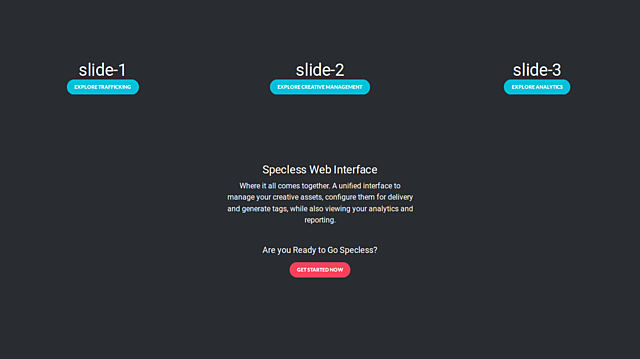 slide-1
slide-2
slide-3
EXPLORE TRAFFICKING
EXPLORE CREATIVE MANAGEMENT
EXPLORE ANALYTICS
Specless Web Interface
Where it all comes together. A unified interface to
manage your creative assets, configure them for delivery
and generate tags, while also viewing your analytics and
reporting.
Are you Ready to Go Specless?
GET STARTED NOW